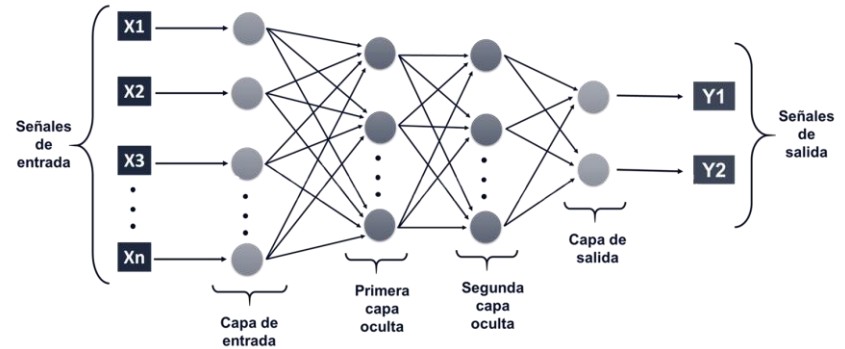 Señales
de
entrada
X1
X2
X3
Xn
Capa de
entrada
Primera
capa
oculta
Segunda
capa
oculta
Capa de
salida
Y1
Y2
Señales
de
salida